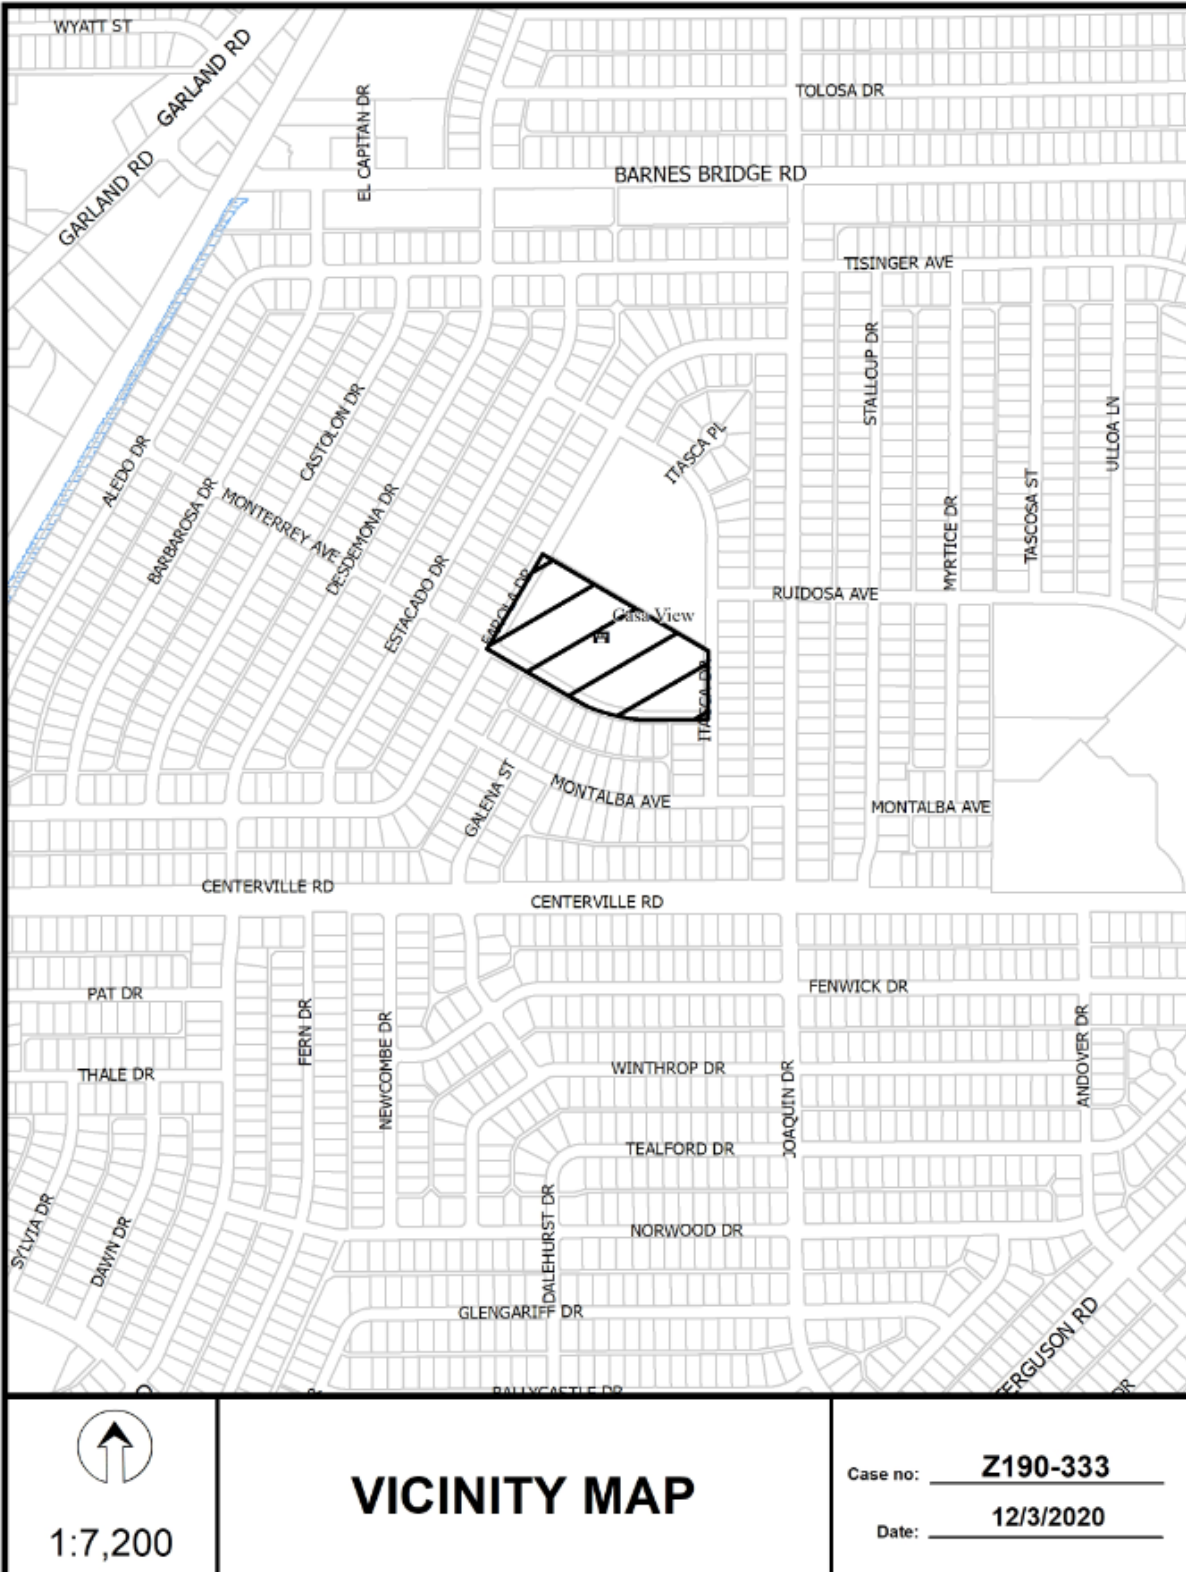 WYATT ST
GARLAND RD
TOLOSA DR
EL CAPITAN DR
GARLAND RD
BARNES BRIDGE RD
TISINGER AVE
STALLCUP DR
CASTOLON DR
ITASCA PL
ULLOA LN
ALEDO DR
BARBAROSA DR
MONTERREY AVE
DESDEMONA DR
MYRTICE DR
TASCOSA ST
ESTACADO DR
FAROLA DR
RUIDOSA AVE
Casa View
ITASCA DR
GALENA ST
MONTALBA AVE
MONTALBA AVE
CENTERVILLE RD
CENTERVILLE RD
PAT DR
FERN DR
NEWCOMBE DR
FENWICK DR
ANDOVER DR
THALE DR
WINTHROP DR
JOAQUIN DR
TEALFORD DR
SYLVIA DR
DAWN DR
DALEHURST DR
NORWOOD DR
GLENGARIFF DR
FERGUSON RD
BALLYCASTLE DR
DR
VICINITY MAP
1:7,200
Case no: Z190-333
Date: 12/3/2020